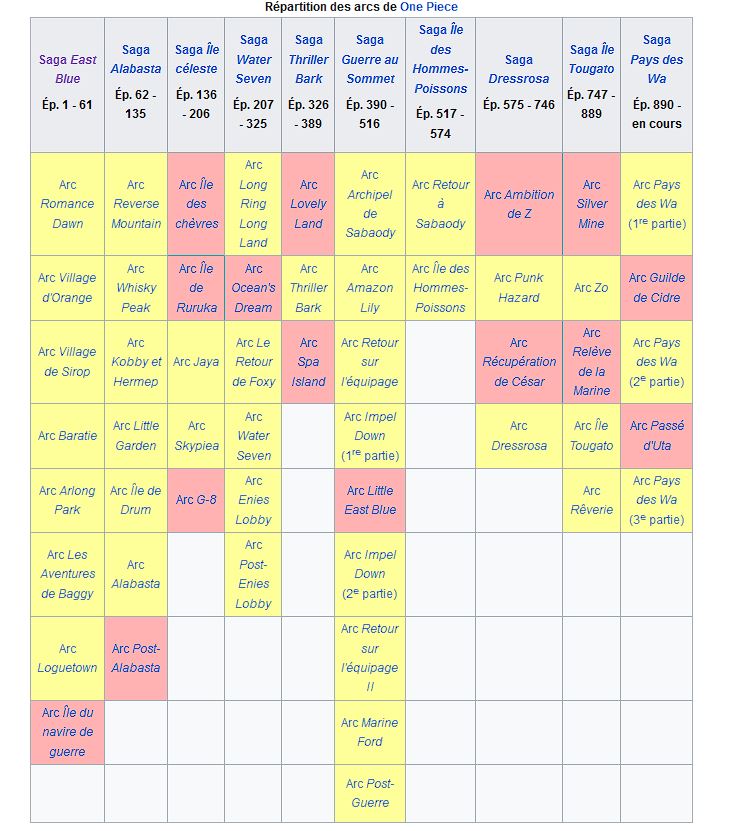 Répartition des arcs de One Piece
Saga East
Blue
Ép. 1 - 61
Saga
Alabasta
Ép. 62 -
135
Saga Île
céleste
Ép. 136
- 206
Saga
Water
Seven
Ép. 207
- 325
Saga
Thriller
Bark
Ép. 326
- 389
Saga
Guerre au
Sommet
Ép. 390 -
516
Saga Île
des
Hommes-
Poissons
Ép. 517 -
574
Saga
Dressrosa
Ép. 575 - 746
Saga Île
Tougato
Ép. 747 -
889
Saga
Pays des
Wa
Ép. 890 -
en cours
Arc
Romance
Dawn
Arc
Reverse
Mountain
Arc Île
des
chèvres
Arc
Long
Ring
Long
Land
Arc
Lovely
Land
Arc
Archipel
de
Sabaody
Arc Retour
à
Sabaody
Arc Ambition
de Z
Arc
Silver
Mine
Arc Pays
des Wa
(1re partie)
Arc Village
d'Orange
Arc
Whisky
Peak
Arc Île
de
Ruruka
Arc
Ocean's
Dream
Arc
Thriller
Bark
Arc
Amazon
Lily
Arc Île des
Hommes-
Poissons
Arc Punk
Hazard
Arc Zo
Arc Guilde
de Cidre
Arc Village
de Sirop
Arc
Kobby et
Hermep
Arc Jaya
Arc Le
Retour
de Foxy
Arc
Spa
Island
Arc Retour
sur
l'équipage
Arc
Récupération
de César
Arc
Relève
de la
Marine
Arc Pays
des Wa
(2e partie)
Arc Baratie
Arc Little
Garden
Arc
Skypiea
Arc
Water
Seven
Arc Impel
Down
(1re partie)
Arc
Dressrosa
Arc Île
Tougato
Arc Passé
d'Uta
Arc Arlong
Park
Arc Île de
Drum
Arc G-8
Arc
Enies
Lobby
Arc Little
East Blue
Arc
Rêverie
Arc Pays
des Wa
(3e partie)
Arc Les
Aventures
de Baggy
Arc
Alabasta
Arc
Post-
Enies
Lobby
Arc Impel
Down
(2e partie)
Arc
Loguetown
Arc Post-
Alabasta
Arc Retour
sur
l'équipage
II
Arc Île du
navire de
guerre
Arc Marine
Ford
Arc Post-
Guerre